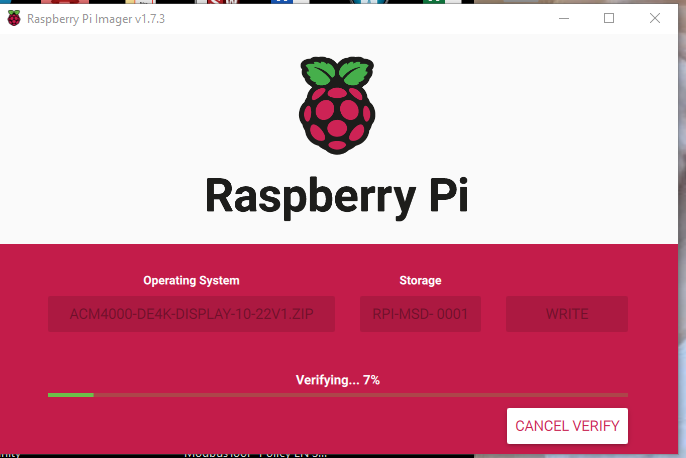 Raspberry Pi Imager v1.7.3
Raspberry Pi
Operating System
Storage
ACM4000-DE4K-DISPLAY-10-22V1.ZIP
RPI-MSD- 0001
WRITE
Verifying... 7%
CANCEL VERIFY